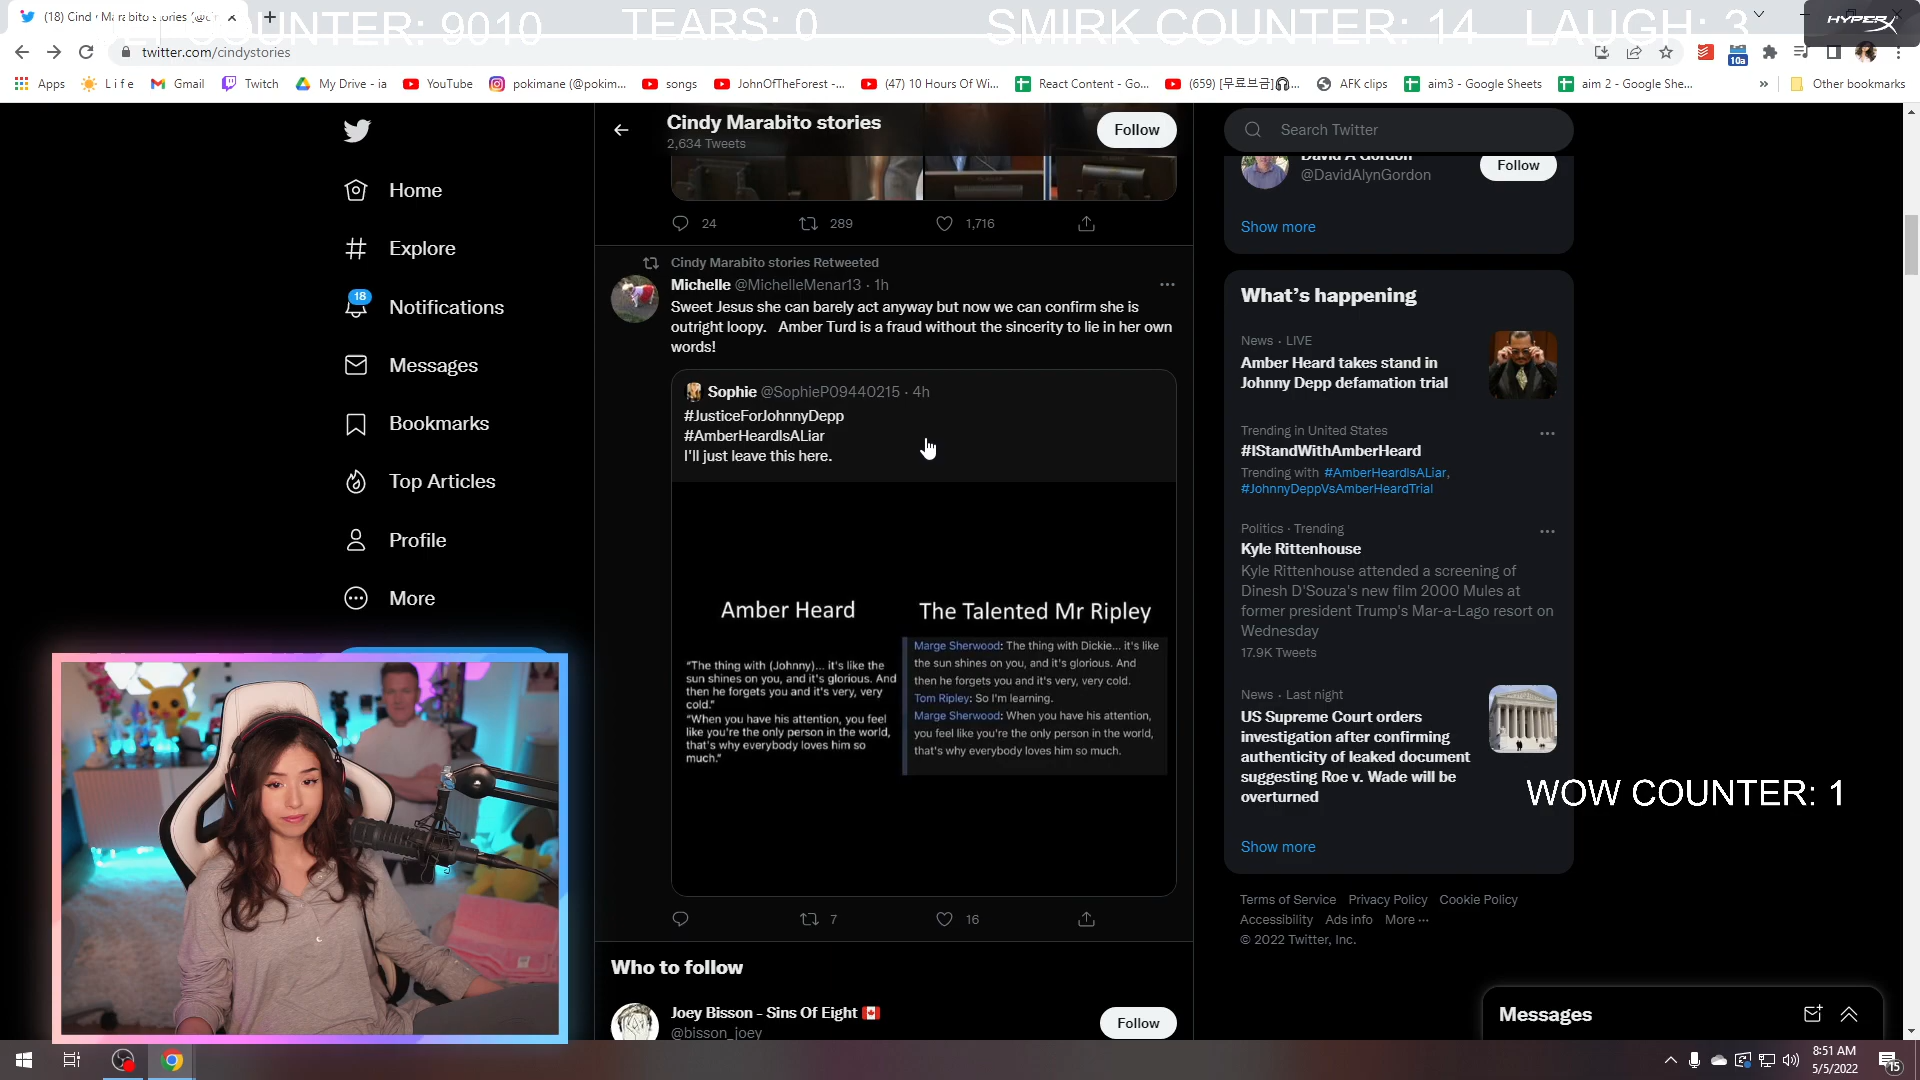 COUNTER: 9010
TEARS: 0
SMIRK COUNTER: 14
LAUGH: 3
HYPERX
twitter.com/cindystories
Apps
L i f e
Gmail
Twitch
My Drive - ia
YouTube
pokimane (@pokim...
songs
JohnOfTheForest -...
(47) 10 Hours Of Wi...
React Content - Go...
(659) [무료브금]🎧...
AFK clips
aim3 - Google Sheets
aim 2 - Google She...
»
Other bookmarks
10a
Home
Explore
18
Notifications
Messages
Bookmarks
Top Articles
Profile
More
Cindy Marabito stories
2,634 Tweets
Follow
24
289
1,716
Cindy Marabito stories Retweeted
Michelle @MichelleMenar13 · 1h
Sweet Jesus she can barely act anyway but now we can confirm she is
outright loopy. Amber Turd is a fraud without the sincerity to lie in her own
words!
Sophie @SophieP09440215 · 4h
#JusticeForJohnnyDepp
#AmberHeardIsALiar
I'll just leave this here.
Amber Heard
"The thing with (Johnny)... it's like the
sun shines on you, and it's glorious. And
then he forgets you and it's very, very
cold."
"When you have his attention, you feel
like you're the only person in the world,
that's why everybody loves him so
much."
The Talented Mr Ripley
Marge Sherwood: The thing with Dickie... it's like
the sun shines on you, and it's glorious. And
then he forgets you and it's very, very cold.
Tom Ripley: So I'm learning.
Marge Sherwood: When you have his attention,
you feel like you're the only person in the world,
that's why everybody loves him so much.
7
16
Who to follow
Joey Bisson - Sins Of Eight 🇨🇦
@bisson_joey
Follow
Search Twitter
David A Gordon
@DavidAlynGordon
Follow
Show more
What's happening
News · LIVE
Amber Heard takes stand in
Johnny Depp defamation trial
Trending in United States
#IStandWithAmberHeard
Trending with #AmberHeardIsALiar,
#JohnnyDeppVsAmberHeardTrial
Politics · Trending
Kyle Rittenhouse
Kyle Rittenhouse attended a screening of
Dinesh D'Souza's new film 2000 Mules at
former president Trump's Mar-a-Lago resort on
Wednesday
17.9K Tweets
News · Last night
US Supreme Court orders
investigation after confirming
authenticity of leaked document
suggesting Roe v. Wade will be
overturned
Show more
WOW COUNTER: 1
Terms of Service Privacy Policy Cookie Policy
Accessibility Ads info More ···
© 2022 Twitter, Inc.
Messages
8:51 AM
5/5/2022
15